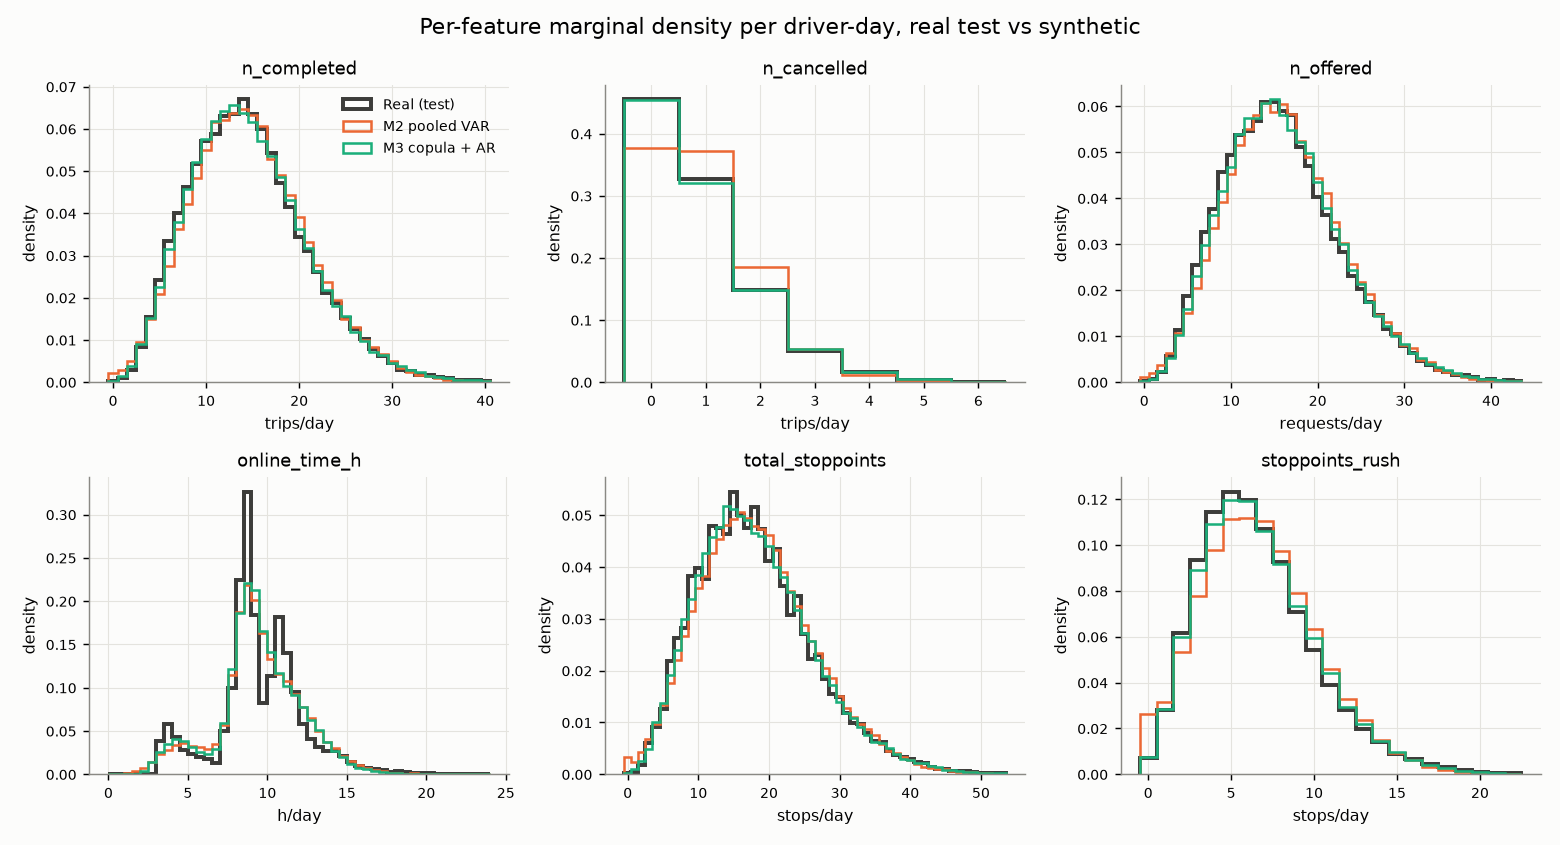 Per-feature marginal density per driver-day, real test vs synthetic
n_completed
density
0.07
0.06
0.05
0.04
0.03
0.02
0.01
0.00
Real (test)
M2 pooled VAR
M3 copula + AR
0 10 20 30 40
trips/day
n_cancelled
density
0.4
0.3
0.2
0.1
0.0
0 1 2 3 4 5 6
trips/day
n_offered
density
0.06
0.05
0.04
0.03
0.02
0.01
0.00
0 10 20 30 40
requests/day
online_time_h
density
0.30
0.25
0.20
0.15
0.10
0.05
0.00
0 5 10 15 20 25
h/day
total_stoppoints
density
0.05
0.04
0.03
0.02
0.01
0.00
0 10 20 30 40 50
stops/day
stoppoints_rush
density
0.12
0.10
0.08
0.06
0.04
0.02
0.00
0 5 10 15 20
stops/day